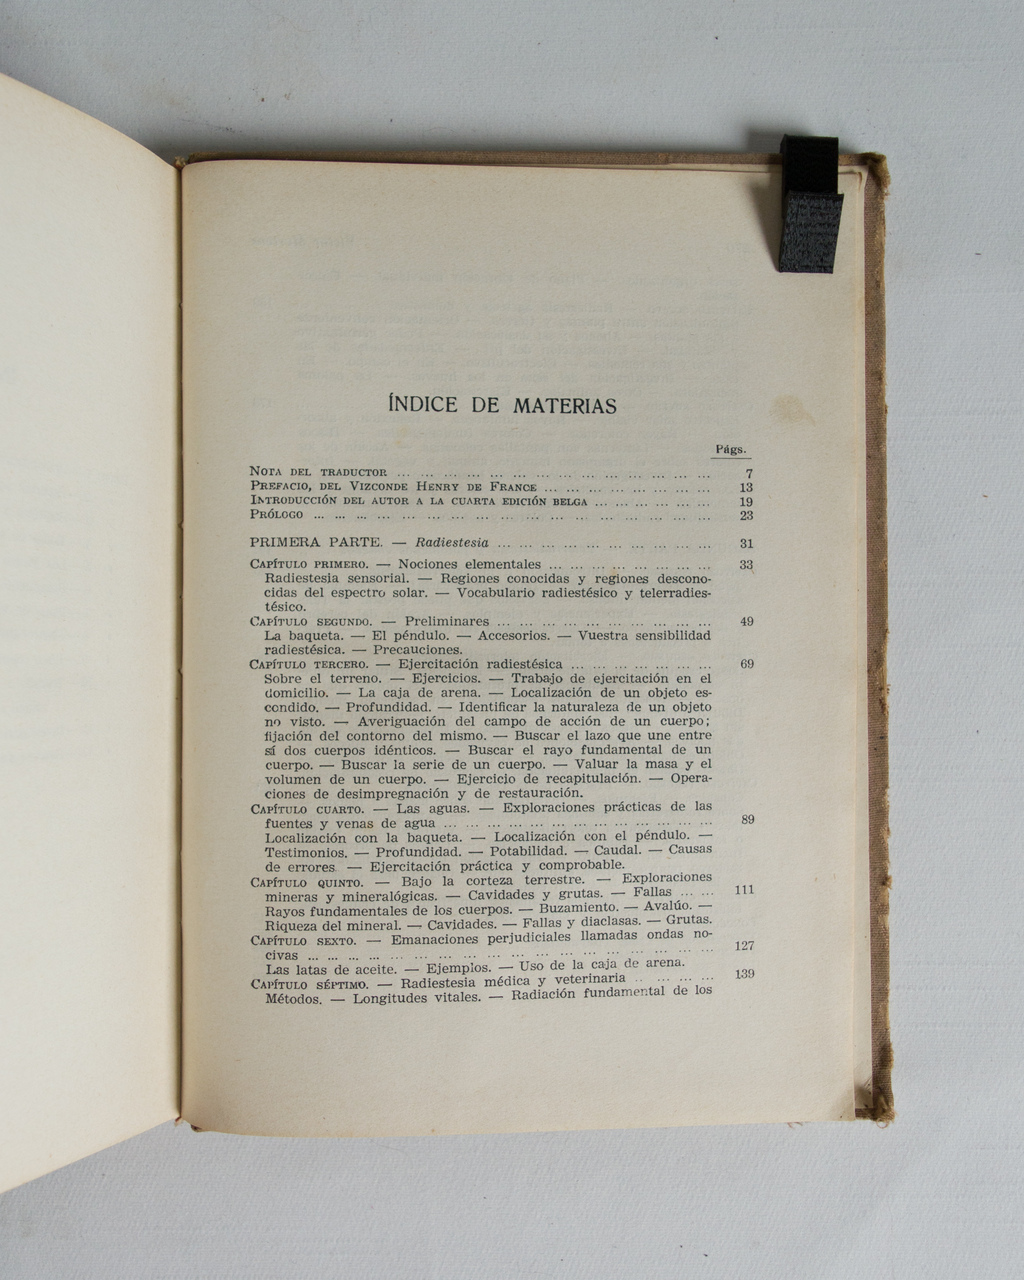 ÍNDICE DE MATERIAS
Págs.
NOTA DEL TRADUCTOR ... ... ... ... ... ... ... ... ... ... ... ... ... ... 7
PREFACIO, DEL VIZCONDE HENRY DE FRANCE ... ... ... ... ... ... ... ... 13
INTRODUCCIÓN DEL AUTOR A LA CUARTA EDICIÓN BELGA ... ... ... ... ... 19
PRÓLOGO ... ... ... ... ... ... ... ... ... ... ... ... ... ... ... ... ... ... 23
PRIMERA PARTE. — Radiestesia ... ... ... ... ... ... ... ... ... ... 31
CAPÍTULO PRIMERO. — Nociones elementales ... ... ... ... ... ... ... ... 33
Radiestesia sensorial. — Regiones conocidas y regiones descono-
cidas del espectro solar. — Vocabulario radiestésico y telerradies-
tésico.
CAPÍTULO SEGUNDO. — Preliminares ... ... ... ... ... ... ... ... ... ... 49
La baqueta. — El péndulo. — Accesorios. — Vuestra sensibilidad
radiestésica. — Precauciones.
CAPÍTULO TERCERO. — Ejercitación radiestésica ... ... ... ... ... ... ... 69
Sobre el terreno. — Ejercicios. — Trabajo de ejercitación en el
domicilio. — La caja de arena. — Localización de un objeto es-
condido. — Profundidad. — Identificar la naturaleza de un objeto
no visto. — Averiguación del campo de acción de un cuerpo;
fijación del contorno del mismo. — Buscar el lazo que une entre
sí dos cuerpos idénticos. — Buscar el rayo fundamental de un
cuerpo. — Buscar la serie de un cuerpo. — Valuar la masa y el
volumen de un cuerpo. — Ejercicio de recapitulación. — Opera-
ciones de desimpregnación y de restauración.
CAPÍTULO CUARTO. — Las aguas. — Exploraciones prácticas de las
fuentes y venas de agua ... ... ... ... ... ... ... ... ... ... ... ... 89
Localización con la baqueta. — Localización con el péndulo. —
Testimonios. — Profundidad. — Potabilidad. — Caudal. — Causas
de errores — Ejercitación práctica y comprobable.
CAPÍTULO QUINTO. — Bajo la corteza terrestre. — Exploraciones
mineras y mineralógicas. — Cavidades y grutas. — Fallas ... ... 111
Rayos fundamentales de los cuerpos. — Buzamiento. — Avalúo. —
Riqueza del mineral. — Cavidades. — Fallas y diaclasas. — Grutas.
CAPÍTULO SEXTO. — Emanaciones perjudiciales llamadas ondas no-
civas ... ... ... ... ... ... ... ... ... ... ... ... ... ... ... ... ... ... 127
Las latas de aceite. — Ejemplos. — Uso de la caja de arena.
CAPÍTULO SÉPTIMO. — Radiestesia médica y veterinaria ... ... ... ... 139
Métodos. — Longitudes vitales. — Radiación fundamental de los